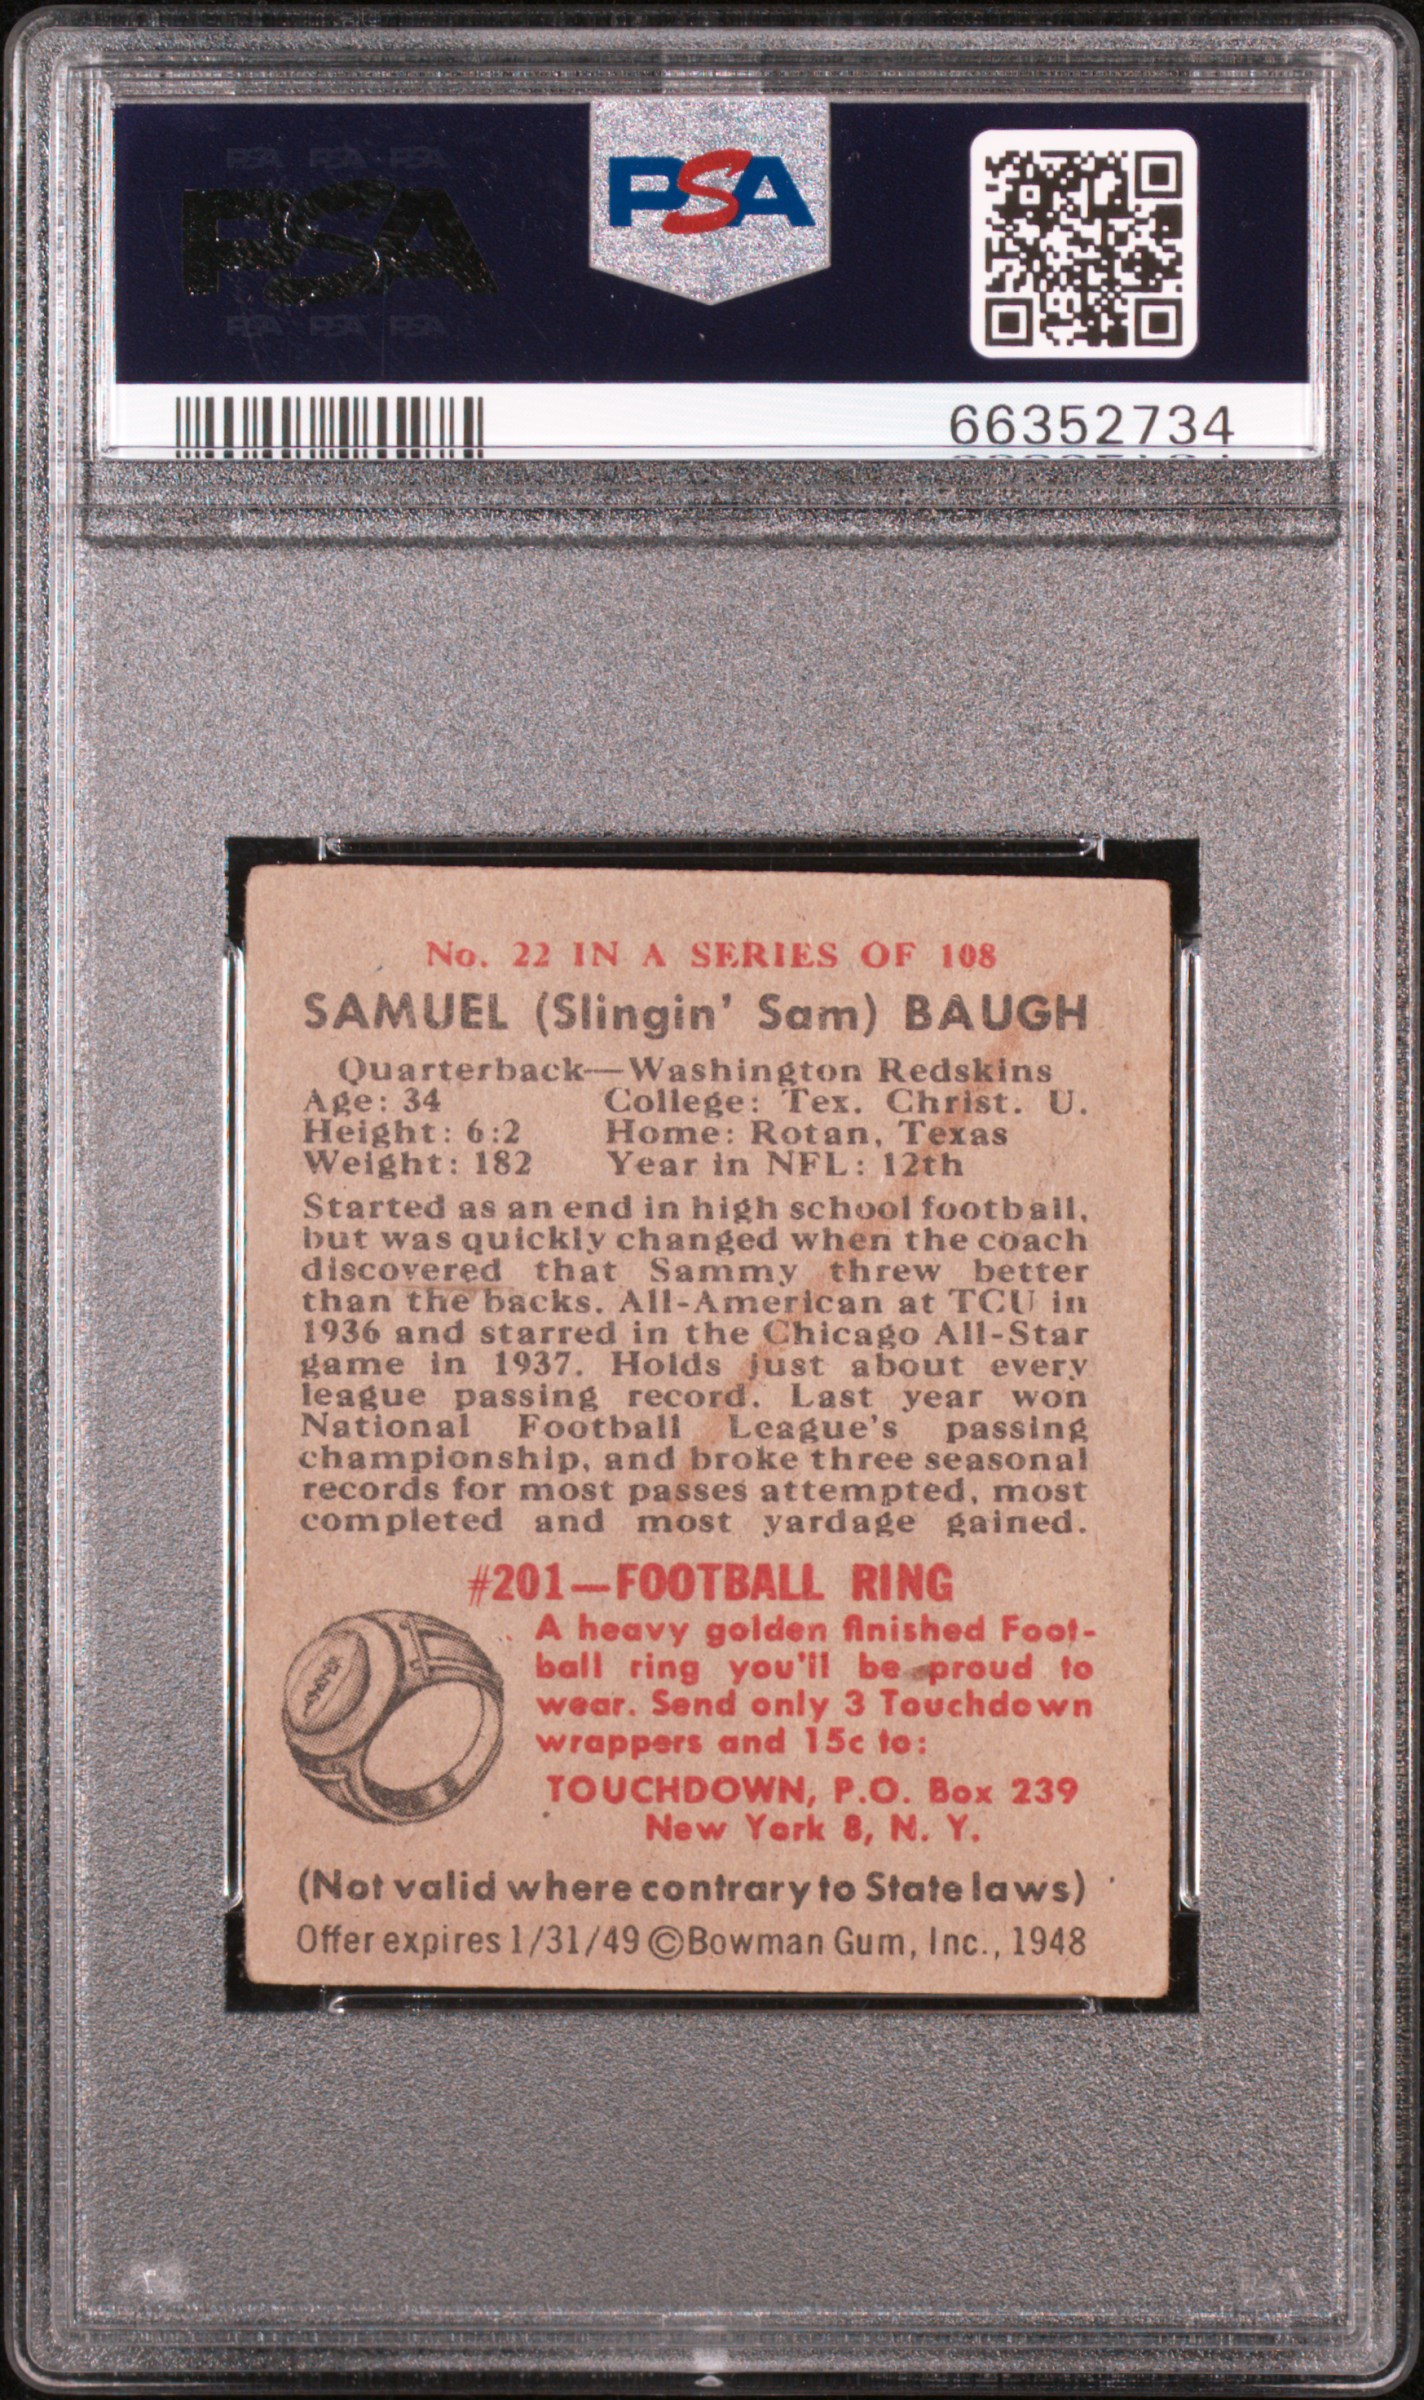 PSA PSA PSA
PSA
PSA PSA PSA
PSA
66352734
No. 22 IN A SERIES OF 108
SAMUEL (Slingin' Sam) BAUGH
Quarterback—Washington Redskins
Age: 34 College: Tex. Christ. U.
Height: 6:2 Home: Rotan, Texas
Weight: 182 Year in NFL: 12th
Started as an end in high school football,
but was quickly changed when the coach
discovered that Sammy threw better
than the backs. All-American at TCU in
1936 and starred in the Chicago All-Star
game in 1937. Holds just about every
league passing record. Last year won
National Football League's passing
championship, and broke three seasonal
records for most passes attempted, most
completed and most yardage gained.
#201—FOOTBALL RING
A heavy golden finished Foot-
ball ring you'll be proud to
wear. Send only 3 Touchdown
wrappers and 15c to:
TOUCHDOWN, P.O. Box 239
New York 8, N. Y.
(Not valid where contrary to State laws)
Offer expires 1/31/49 ©Bowman Gum, Inc., 1948